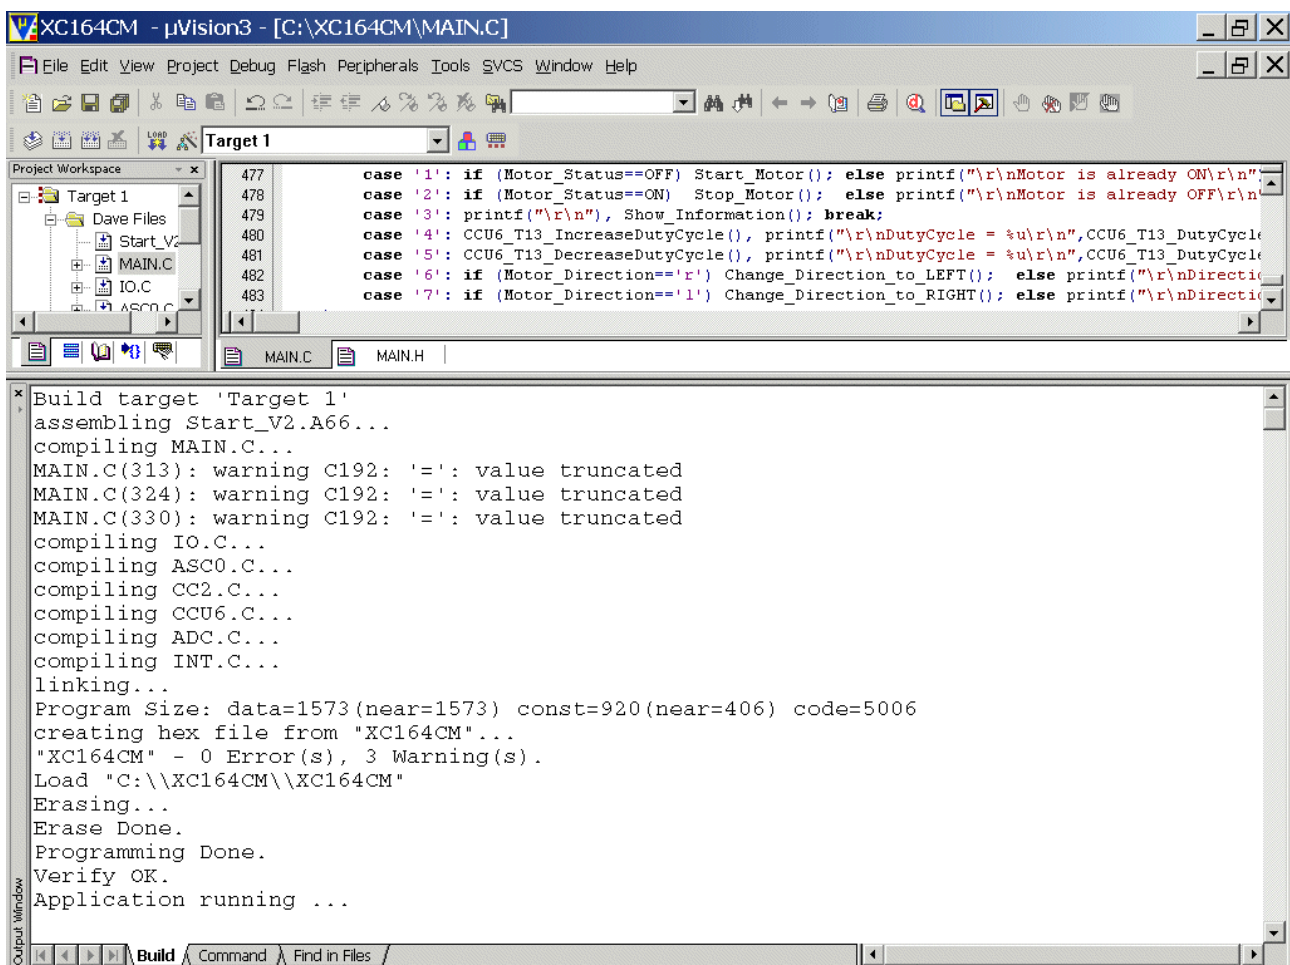 XC164CM - µVision3 - [C:\XC164CM\MAIN.C]
File Edit View Project Debug Flash Peripherals Tools SVCS Window Help
LOAD Target 1
Project Workspace
Target 1
Dave Files
Start_V2
MAIN.C
IO.C
ASC0.C
477 case '1': if (Motor_Status==OFF) Start_Motor(); else printf("\r\nMotor is already ON\r\n"
478 case '2': if (Motor_Status==ON) Stop_Motor(); else printf("\r\nMotor is already OFF\r\n
479 case '3': printf("\r\n"), Show_Information(); break;
480 case '4': CCU6_T13_IncreaseDutyCycle(), printf("\r\nDutyCycle = %u\r\n",CCU6_T13_DutyCycle
481 case '5': CCU6_T13_DecreaseDutyCycle(), printf("\r\nDutyCycle = %u\r\n",CCU6_T13_DutyCycle
482 case '6': if (Motor_Direction=='r') Change_Direction_to_LEFT(); else printf("\r\nDirectio
483 case '7': if (Motor_Direction=='l') Change_Direction_to_RIGHT(); else printf("\r\nDirectio
MAIN.C MAIN.H
Build target 'Target 1'
assembling Start_V2.A66...
compiling MAIN.C...
MAIN.C(313): warning C192: '=': value truncated
MAIN.C(324): warning C192: '=': value truncated
MAIN.C(330): warning C192: '=': value truncated
compiling IO.C...
compiling ASC0.C...
compiling CC2.C...
compiling CCU6.C...
compiling ADC.C...
compiling INT.C...
linking...
Program Size: data=1573(near=1573) const=920(near=406) code=5006
creating hex file from "XC164CM"...
"XC164CM" - 0 Error(s), 3 Warning(s).
Load "C:\\XC164CM\\XC164CM"
Erasing...
Erase Done.
Programming Done.
Verify OK.
Application running ...
Output Window
Build Command Find in Files